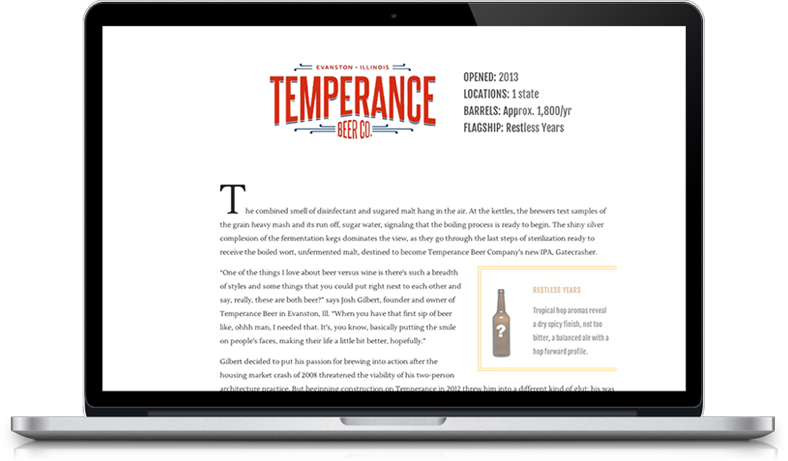 EVANSTON • ILLINOIS
TEMPERANCE
BEER CO.
OPENED: 2013
LOCATIONS: 1 state
BARRELS: Approx. 1,800/yr
FLAGSHIP: Restless Years
The combined smell of disinfectant and sugared malt hang in the air. At the kettles, the brewers test samples of
the grain heavy mash and its run off, sugar water, signaling that the boiling process is ready to begin. The shiny silver
complexion of the fermentation kegs dominates the view, as they go through the last steps of sterilization ready to
receive the boiled wort, unfermented malt, destined to become Temperance Beer Company's new IPA, Gatecrasher.
"One of the things I love about beer versus wine is there's such a breadth
of styles and some things that you could put right next to each other and
say, really, these are both beer?" says Josh Gilbert, founder and owner of
Temperance Beer in Evanston, Ill. "When you have that first sip of beer
like, ohhh man, I needed that. It's, you know, basically putting the smile
on people's faces, making their life a little bit better, hopefully."
RESTLESS YEARS
?
Tropical hop aromas reveal
a dry spicy finish, not too
bitter, a balanced ale with a
hop forward profile.
Gilbert decided to put his passion for brewing into action after the
housing market crash of 2008 threatened the viability of his two-person
architecture practice. But beginning construction on Temperance in 2012 threw him into a different kind of glut: his was